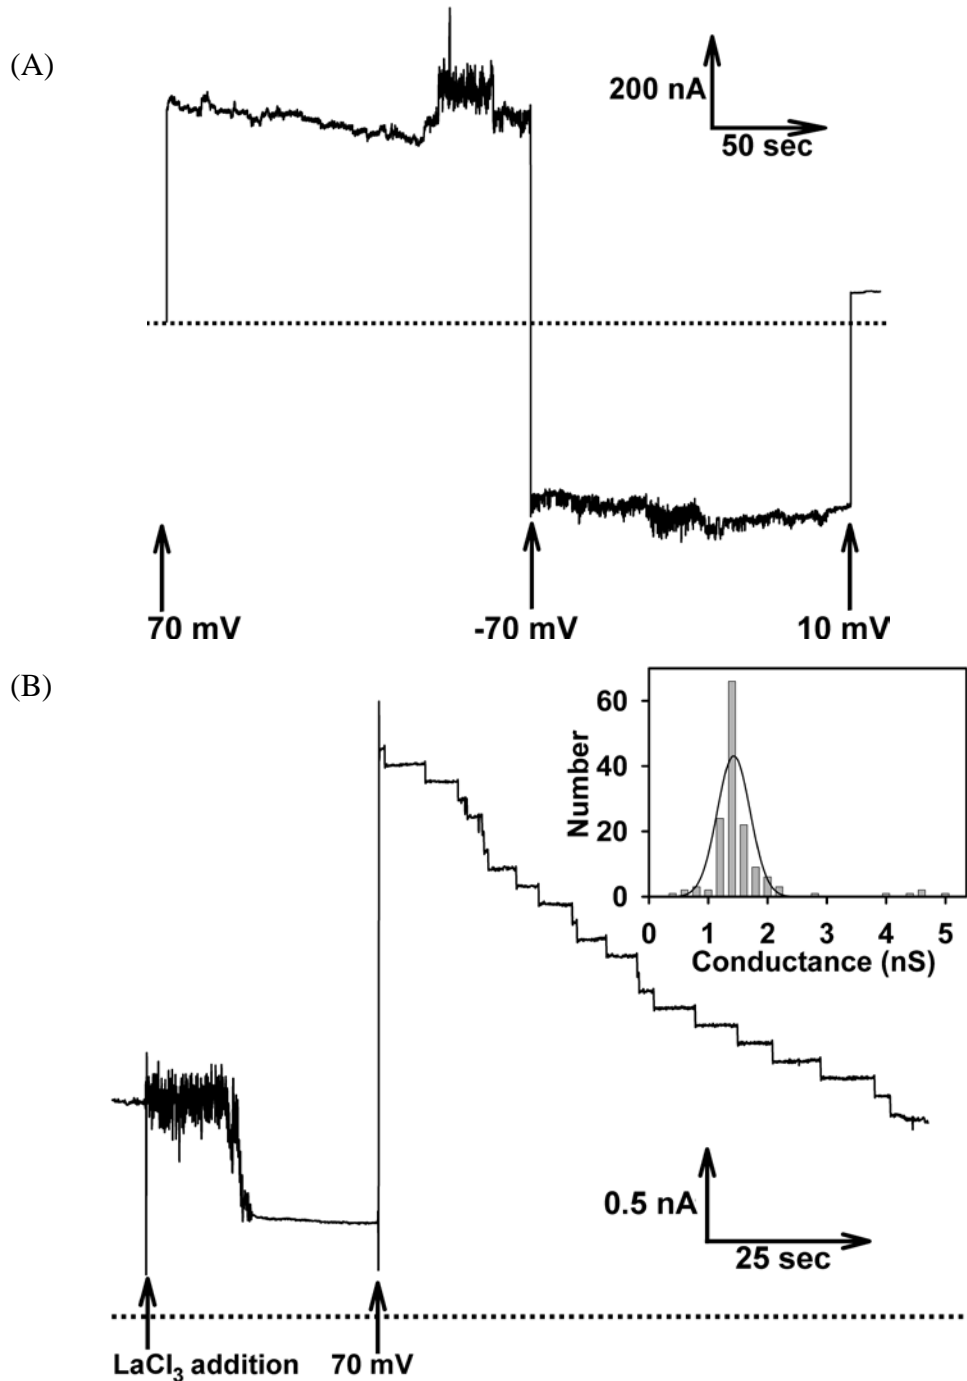 (A)
200 nA
50 sec
70 mV
-70 mV
10 mV
(B)
60
40
20
0
Number
0 1 2 3 4 5
Conductance (nS)
0.5 nA
25 sec
LaCl₃ addition
70 mV